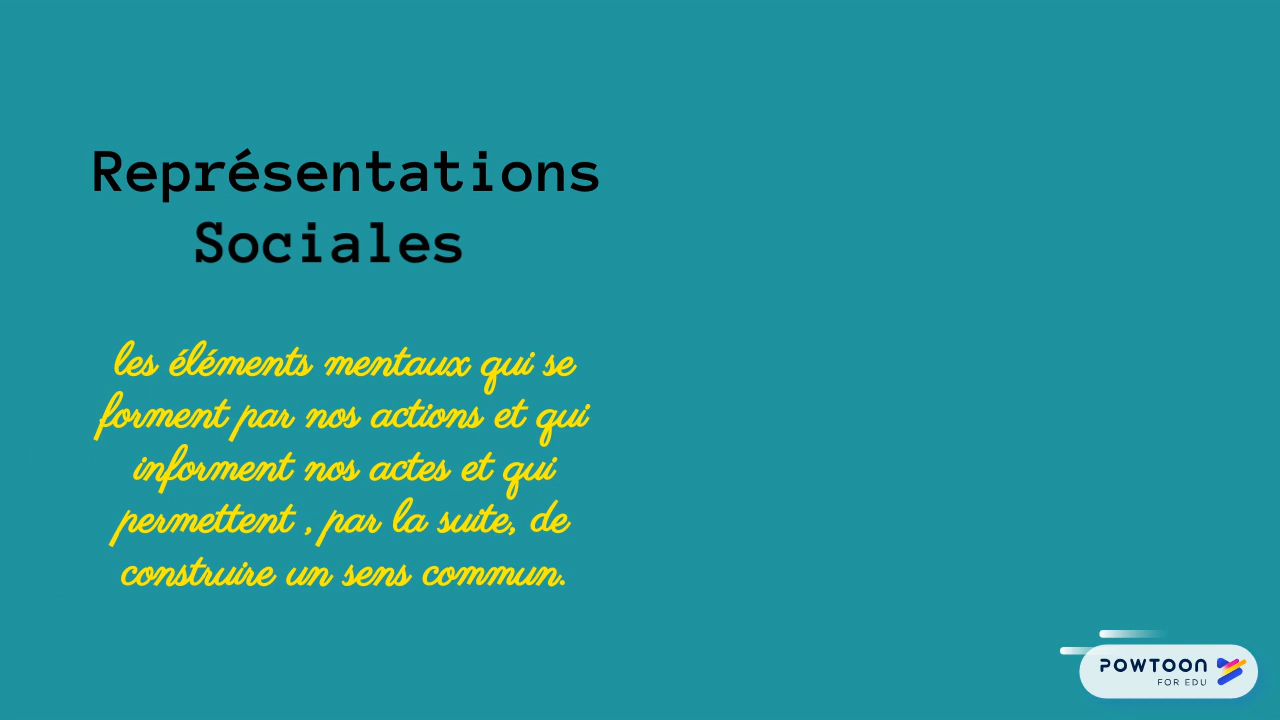 Représentations
Sociales
les éléments mentaux qui se
forment par nos actions et qui
informent nos actes et qui
permettent , par la suite, de
construire un sens commun.
POWTOON
FOR EDU